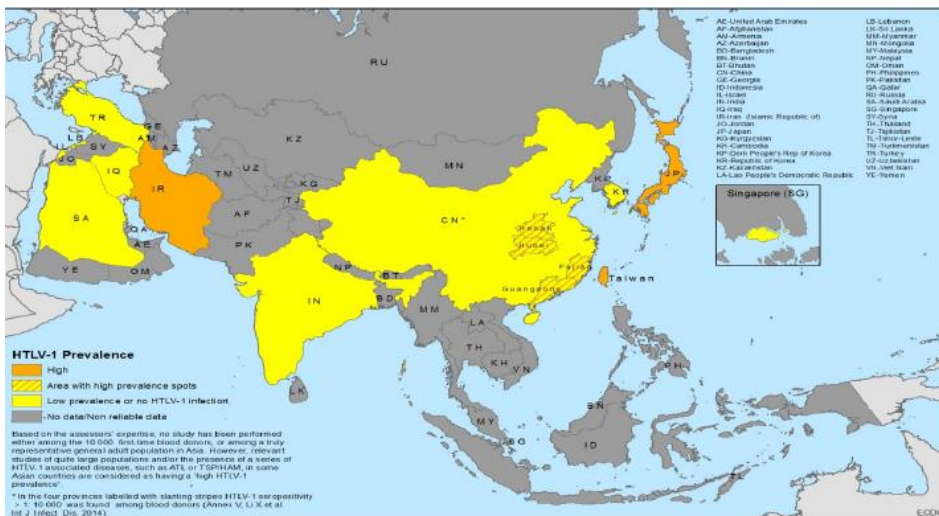 AE-United Arab Emirates
AF-Afghanistan
AM-Armenia
AZ-Azerbaijan
BD-Bangladesh
BN-Brunei
BT-Bhutan
CN-China
GE-Georgia
ID-Indonesia
IL-Israel
IN-India
IQ-Iraq
IR-Iran (Islamic Republic of)
JO-Jordan
JP-Japan
KG-Kyrgyzstan
KH-Cambodia
KP-Dem People's Rep of Korea
KR-Republic of Korea
KZ-Kazakhstan
LA-Lao People's Democratic Republic
LB-Lebanon
LK-Sri Lanka
MM-Myanmar
MN-Mongolia
MY-Malaysia
NP-Nepal
OM-Oman
PH-Philippines
PK-Pakistan
QA-Qatar
RU-Russia
SA-Saudi Arabia
SG-Singapore
SY-Syria
TH-Thailand
TJ-Tajikistan
TL-Timor-Leste
TM-Turkmenistan
TR-Turkey
UZ-Uzbekistan
VN-Viet Nam
YE-Yemen
RU
TR
GE
AM
AZ
KZ
MN
UZ
TM
KG
TJ
LB
SY
IL
JO
IQ
IR
AF
PK
SA
QA
AE
YE
OM
CN*
KP
KR
JP
Henan
Hubei
Fujian
Guangdong
Taiwan
NP
BT
IN
BD
MM
LA
TH
KH
VN
LK
PH
MY
BN
SG
ID
TL
Singapore (SG)
HTLV-1 Prevalence
High
Area with high prevalence spots
Low prevalence or no HTLV-1 infection
No data/Non reliable data
Based on the assessors' expertise, no study has been performed
either among the 10 000 first-time blood donors, or among a truly
representative general adult population in Asia. However, relevant
studies of quite large populations and/or the presence of a series of
HTLV-1 associated diseases, such as ATL or TSP/HAM, in some
Asian countries are considered as having a 'high HTLV-1
prevalence'.
* In the four provinces labelled with slanting stripes HTLV-1 seropositivity
> 1: 10 000 was found among blood donors (Annex V, Li X et al
Int J Infect Dis, 2014).
ECDC